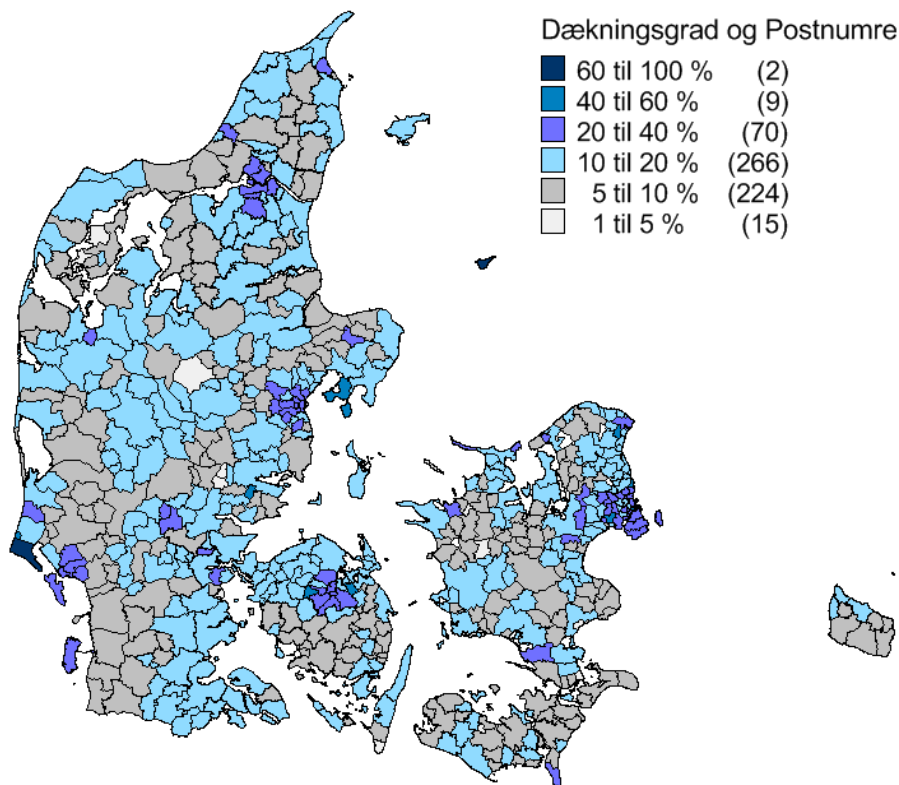 Dækningsgrad og Postnumre
60 til 100 % (2)
40 til 60 % (9)
20 til 40 % (70)
10 til 20 % (266)
5 til 10 % (224)
1 til 5 % (15)